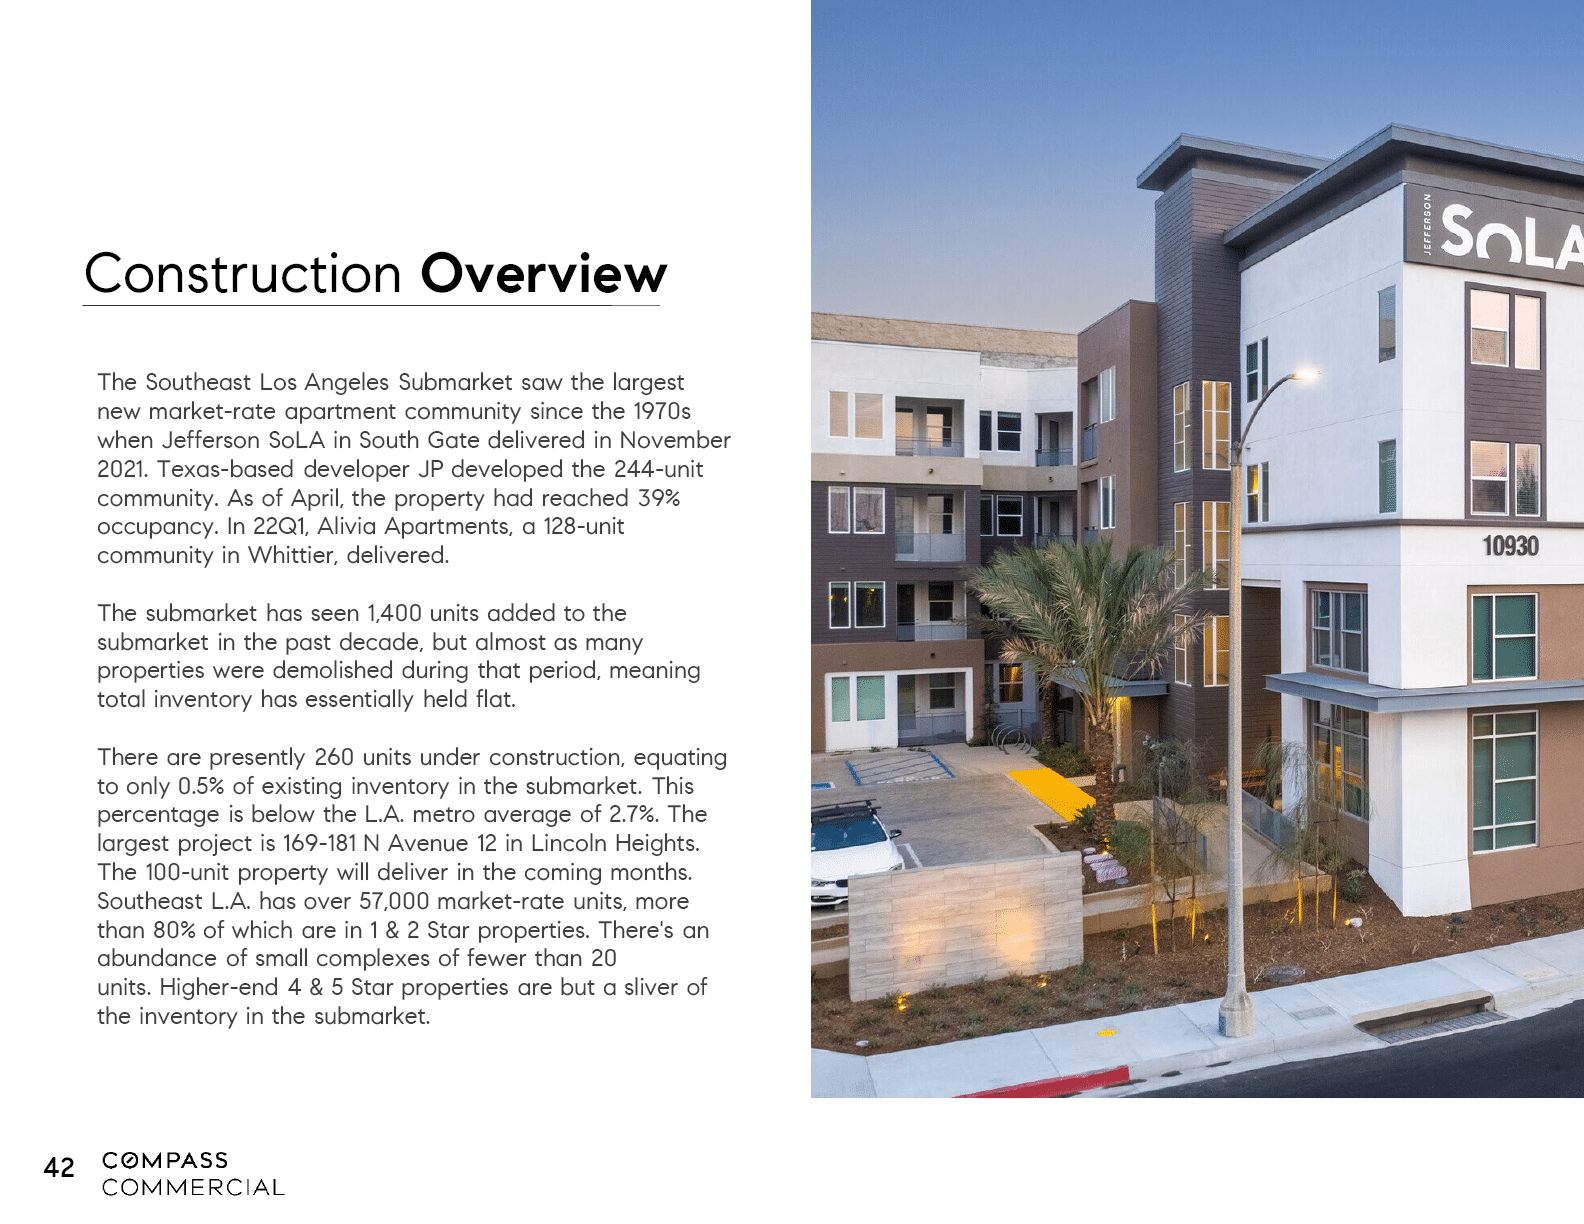 Construction Overview
The Southeast Los Angeles Submarket saw the largest
new market-rate apartment community since the 1970s
when Jefferson SoLA in South Gate delivered in November
2021. Texas-based developer JP developed the 244-unit
community. As of April, the property had reached 39%
occupancy. In 22Q1, Alivia Apartments, a 128-unit
community in Whittier, delivered.
The submarket has seen 1,400 units added to the
submarket in the past decade, but almost as many
properties were demolished during that period, meaning
total inventory has essentially held flat.
There are presently 260 units under construction, equating
to only 0.5% of existing inventory in the submarket. This
percentage is below the L.A. metro average of 2.7%. The
largest project is 169-181 N Avenue 12 in Lincoln Heights.
The 100-unit property will deliver in the coming months.
Southeast L.A. has over 57,000 market-rate units, more
than 80% of which are in 1 & 2 Star properties. There's an
abundance of small complexes of fewer than 20
units. Higher-end 4 & 5 Star properties are but a sliver of
the inventory in the submarket.
JEFFERSON
SOLA
10930
42
COMPASS
COMMERCIAL